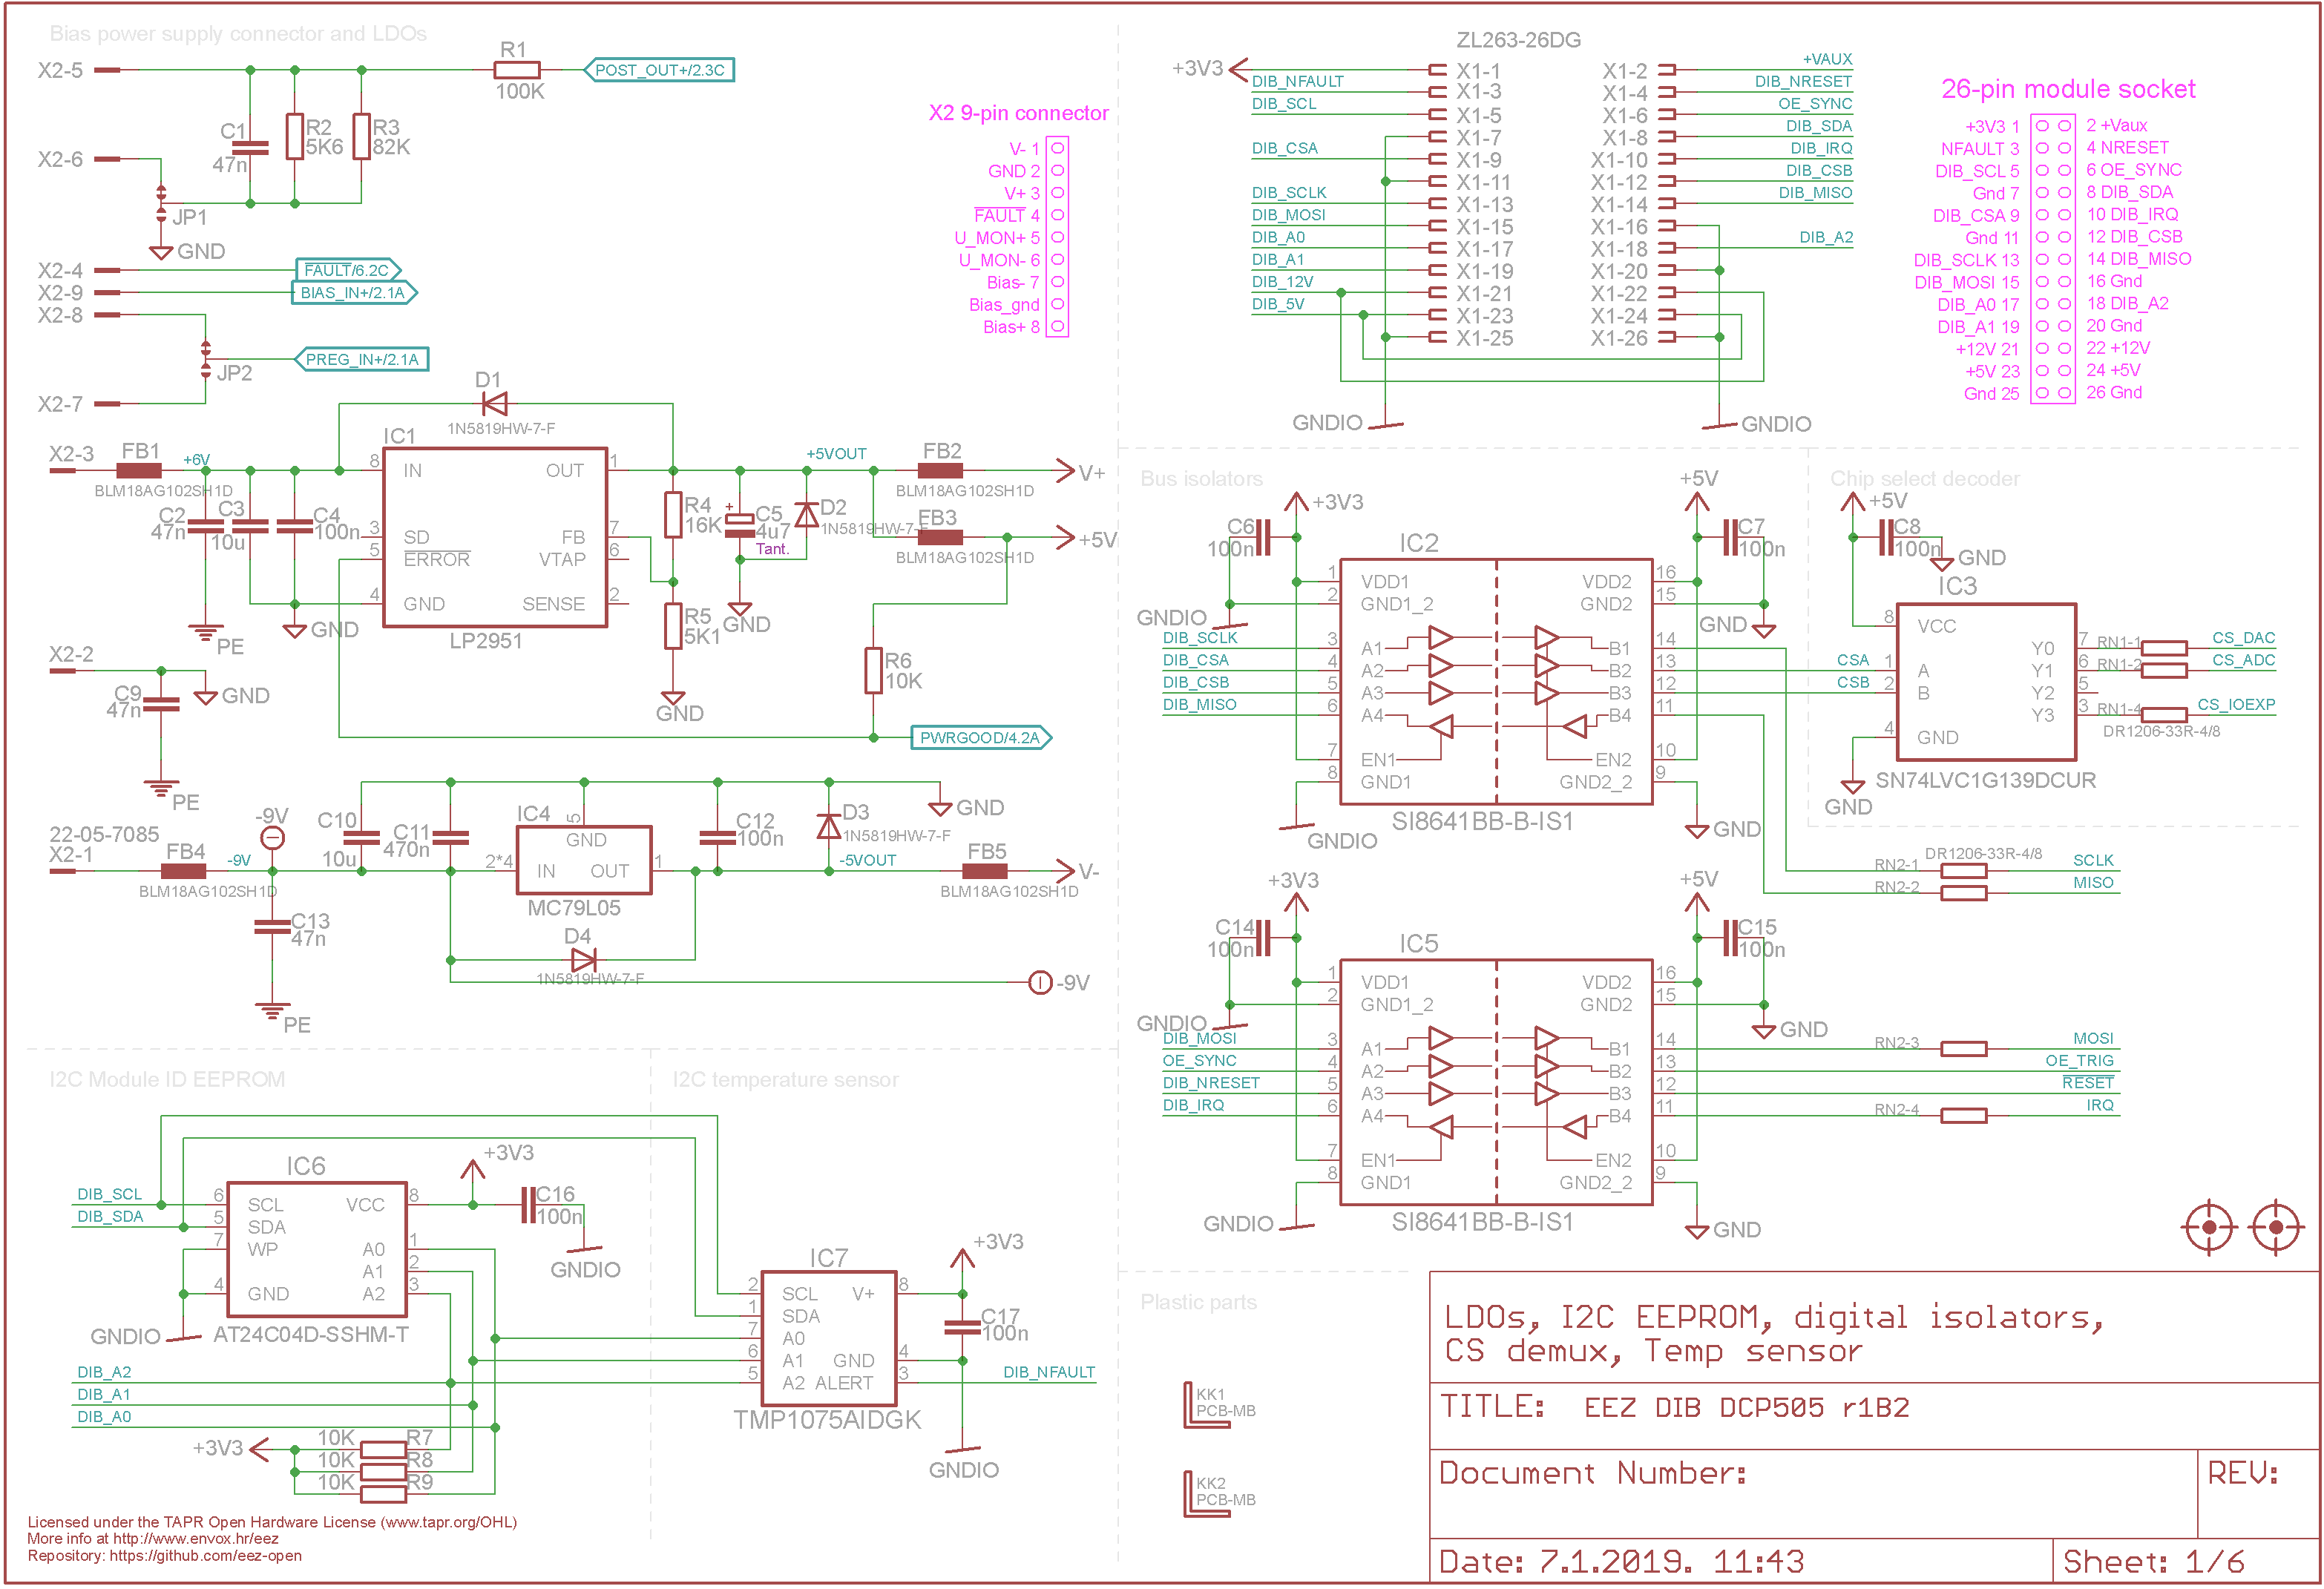 Bias power supply connector and LDOs
X2-5
R1
100K
POST_OUT+/2.3C
C1
47n
R2
5K6
R3
82K
X2-6
JP1
GND
X2-4
FAULT/6.2C
X2-9
BIAS_IN+/2.1A
X2-8
PREG_IN+/2.1A
JP2
X2-7
X2 9-pin connector
V- 1
GND 2
V+ 3
FAULT 4
U_MON+ 5
U_MON- 6
Bias- 7
Bias_gnd
Bias+ 8
D1
1N5819HW-7-F
X2-3
FB1
BLM18AG102SH1D
+6V
C2
47n
C3
10u
C4
100n
PE
GND
IC1
8 IN
3 SD
5 ERROR
4 GND
OUT 1
FB 7
VTAP 6
SENSE 2
LP2951
R4
16K
R5
5K1
GND
C5
4u7
Tant.
GND
D2
1N5819HW-7-F
+5VOUT
FB2
BLM18AG102SH1D
V+
FB3
BLM18AG102SH1D
+5V
R6
10K
PWRGOOD/4.2A
X2-2
C9
47n
GND
PE
22-05-7085
X2-1
FB4
BLM18AG102SH1D
-9V
-9V
C10
10u
C11
470n
C13
47n
PE
IC4
5
GND
2*4 IN
OUT 1
MC79L05
D4
1N5819HW-7-F
C12
100n
D3
1N5819HW-7-F
-5VOUT
GND
FB5
BLM18AG102SH1D
V-
-9V
ZL263-26DG
+3V3
DIB_NFAULT
DIB_SCL
DIB_CSA
DIB_SCLK
DIB_MOSI
DIB_A0
DIB_A1
DIB_12V
DIB_5V
X1-1
X1-3
X1-5
X1-7
X1-9
X1-11
X1-13
X1-15
X1-17
X1-19
X1-21
X1-23
X1-25
X1-2
X1-4
X1-6
X1-8
X1-10
X1-12
X1-14
X1-16
X1-18
X1-20
X1-22
X1-24
X1-26
+VAUX
DIB_NRESET
OE_SYNC
DIB_SDA
DIB_IRQ
DIB_CSB
DIB_MISO
DIB_A2
GNDIO
GNDIO
26-pin module socket
+3V3 1 2 +Vaux
NFAULT 3 4 NRESET
DIB_SCL 5 6 OE_SYNC
Gnd 7 8 DIB_SDA
DIB_CSA 9 10 DIB_IRQ
Gnd 11 12 DIB_CSB
DIB_SCLK 13 14 DIB_MISO
DIB_MOSI 15 16 Gnd
DIB_A0 17 18 DIB_A2
DIB_A1 19 20 Gnd
+12V 21 22 +12V
+5V 23 24 +5V
Gnd 25 26 Gnd
Bus isolators
+3V3
+5V
C6
100n
C7
100n
GNDIO
GND
IC2
1 VDD1 VDD2 16
2 GND1_2 GND2 15
DIB_SCLK 3 A1 B1 14
DIB_CSA 4 A2 B2 13 CSA
DIB_CSB 5 A3 B3 12 CSB
DIB_MISO 6 A4 B4 11
7 EN1 EN2 10
8 GND1 GND2_2 9
SI8641BB-B-IS1
GNDIO
GND
Chip select decoder
+5V
C8
100n
GND
IC3
8 VCC
1 A
2 B
4 GND
Y0 7 RN1-1 CS_DAC
Y1 6 RN1-2 CS_ADC
Y2 5
Y3 3 RN1-4 CS_IOEXP
DR1206-33R-4/8
SN74LVC1G139DCUR
GND
DR1206-33R-4/8
RN2-1 SCLK
RN2-2 MISO
+3V3
+5V
C14
100n
C15
100n
GNDIO
GND
IC5
1 VDD1 VDD2 16
2 GND1_2 GND2 15
DIB_MOSI 3 A1 B1 14 RN2-3 MOSI
OE_SYNC 4 A2 B2 13 OE_TRIG
DIB_NRESET 5 A3 B3 12 RESET
DIB_IRQ 6 A4 B4 11 RN2-4 IRQ
7 EN1 EN2 10
8 GND1 GND2_2 9
SI8641BB-B-IS1
GNDIO
GND
I2C Module ID EEPROM
DIB_SCL
DIB_SDA
IC6
6 SCL VCC 8
5 SDA
7 WP A0 1
A1 2
4 GND A2 3
AT24C04D-SSHM-T
GNDIO
+3V3
C16
100n
GNDIO
DIB_A2
DIB_A1
DIB_A0
+3V3
10K R7
10K R8
10K R9
I2C temperature sensor
IC7
2 SCL V+ 8
1 SDA
7 A0
6 A1 GND 4
5 A2 ALERT 3
TMP1075AIDGK
+3V3
C17
100n
DIB_NFAULT
GNDIO
Plastic parts
KK1
PCB-MB
KK2
PCB-MB
LDOs, I2C EEPROM, digital isolators,
CS demux, Temp sensor
TITLE: EEZ DIB DCP505 r1B2
Document Number:
REV:
Date: 7.1.2019. 11:43
Sheet: 1/6
Licensed under the TAPR Open Hardware License (www.tapr.org/OHL)
More info at http://www.envox.hr/eez
Repository: https://github.com/eez-open